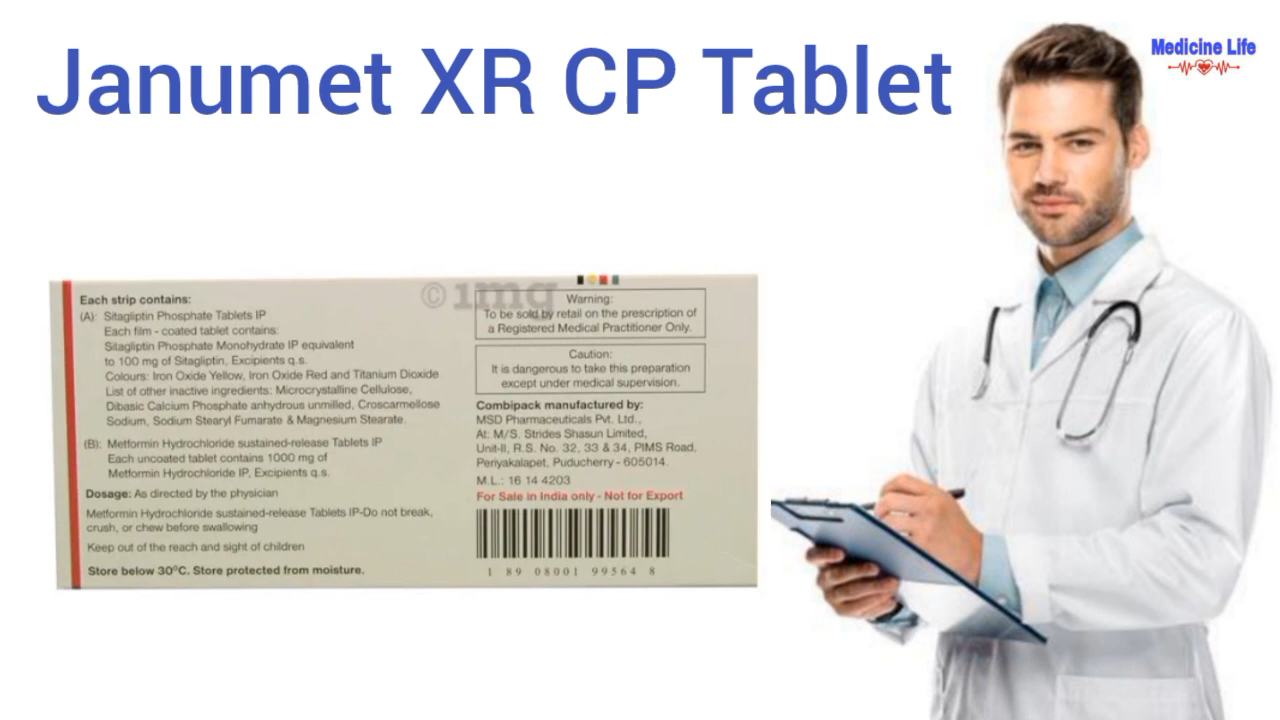 Janumet XR CP Tablet
Medicine Life
© 1mg
Each strip contains:
(A): Sitagliptin Phosphate Tablets IP
Each film - coated tablet contains:
Sitagliptin Phosphate Monohydrate IP equivalent
to 100 mg of Sitagliptin, Excipients q.s.
Colours: Iron Oxide Yellow, Iron Oxide Red and Titanium Dioxide
List of other inactive ingredients: Microcrystalline Cellulose,
Dibasic Calcium Phosphate anhydrous unmilled, Croscarmellose
Sodium, Sodium Stearyl Fumarate & Magnesium Stearate.
(B): Metformin Hydrochloride sustained-release Tablets IP
Each uncoated tablet contains 1000 mg of
Metformin Hydrochloride IP, Excipients q.s.
Dosage: As directed by the physician
Metformin Hydrochloride sustained-release Tablets IP-Do not break,
crush, or chew before swallowing
Keep out of the reach and sight of children
Store below 30°C. Store protected from moisture.
Warning:
To be sold by retail on the prescription of
a Registered Medical Practitioner Only.
Caution:
It is dangerous to take this preparation
except under medical supervision.
Combipack manufactured by:
MSD Pharmaceuticals Pvt. Ltd.,
At: M/S. Strides Shasun Limited,
Unit-II, R.S. No. 32, 33 & 34, PIMS Road,
Periyakalapet, Puducherry - 605014.
M.L.: 16 14 4203
For Sale in India only - Not for Export
1 89 08001 99564 8